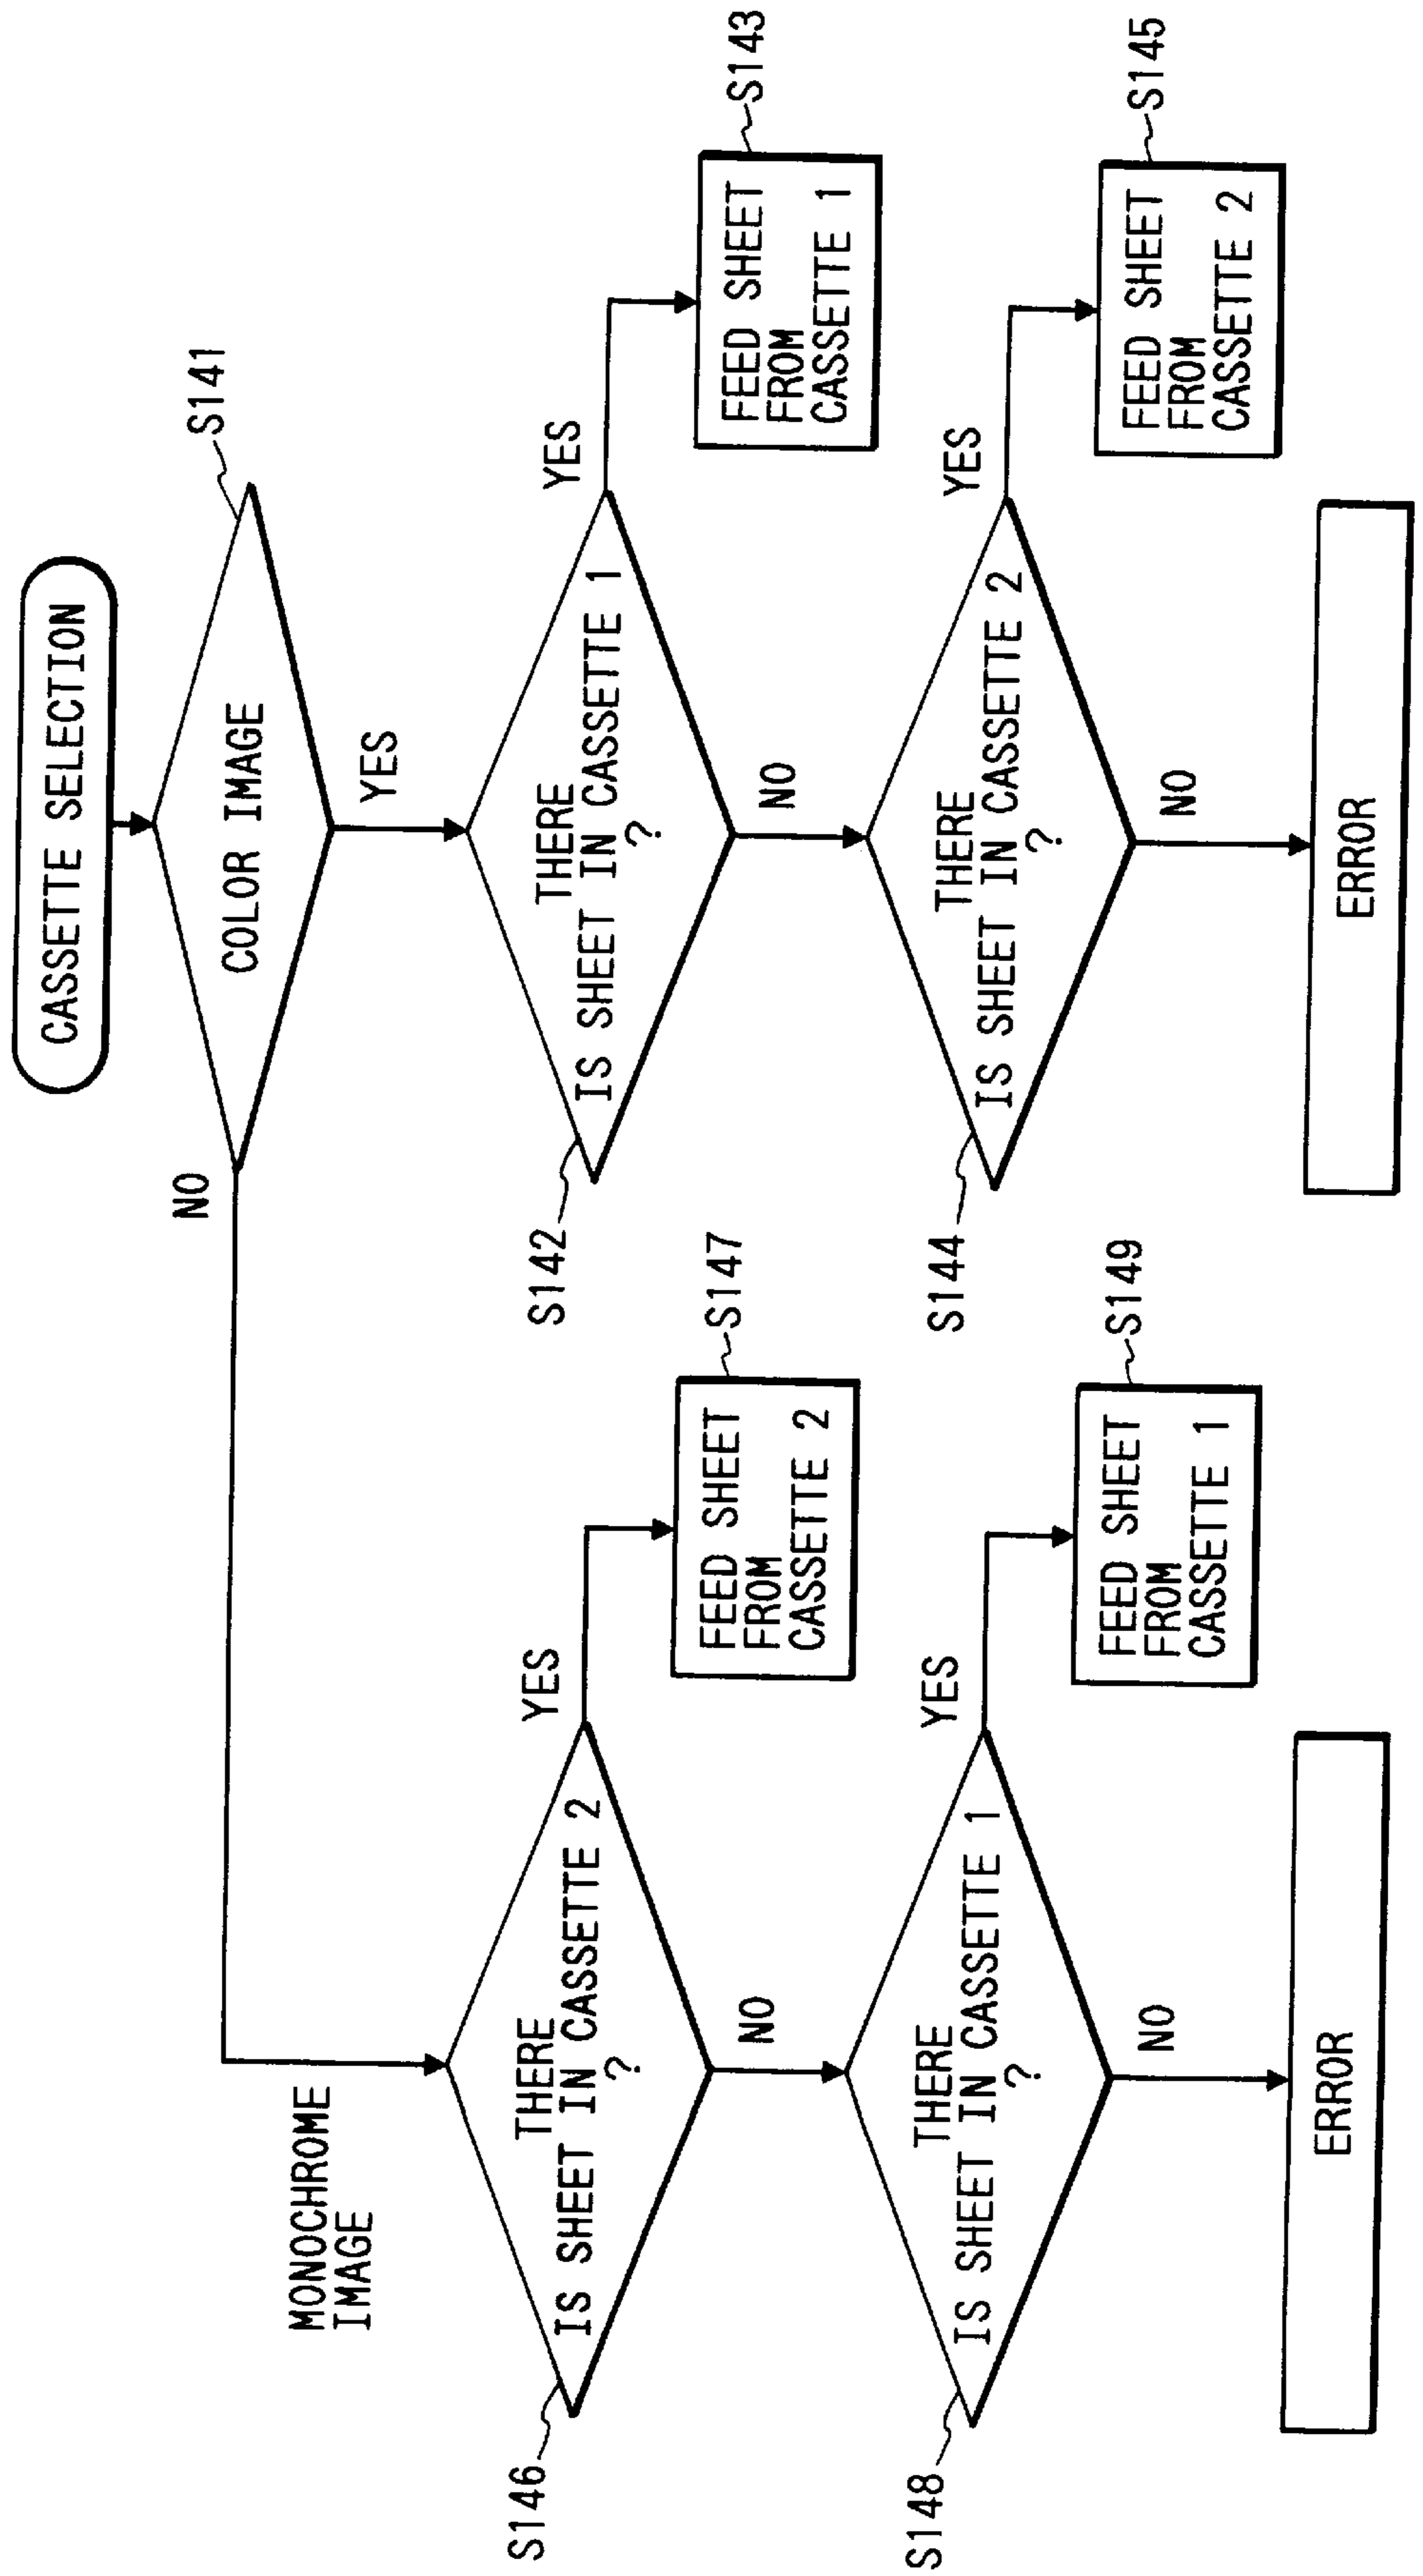 CASSETTE SELECTION
S141
COLOR IMAGE
NO
YES
MONOCHROME
IMAGE
S146
THERE
IS SHEET IN CASSETTE 2
?
YES
FEED SHEET
FROM
CASSETTE 2
S147
NO
S142
THERE
IS SHEET IN CASSETTE 1
?
YES
FEED SHEET
FROM
CASSETTE 1
S143
NO
S148
THERE
IS SHEET IN CASSETTE 1
?
YES
FEED SHEET
FROM
CASSETTE 1
S149
NO
ERROR
S144
THERE
IS SHEET IN CASSETTE 2
?
YES
FEED SHEET
FROM
CASSETTE 2
S145
NO
ERROR